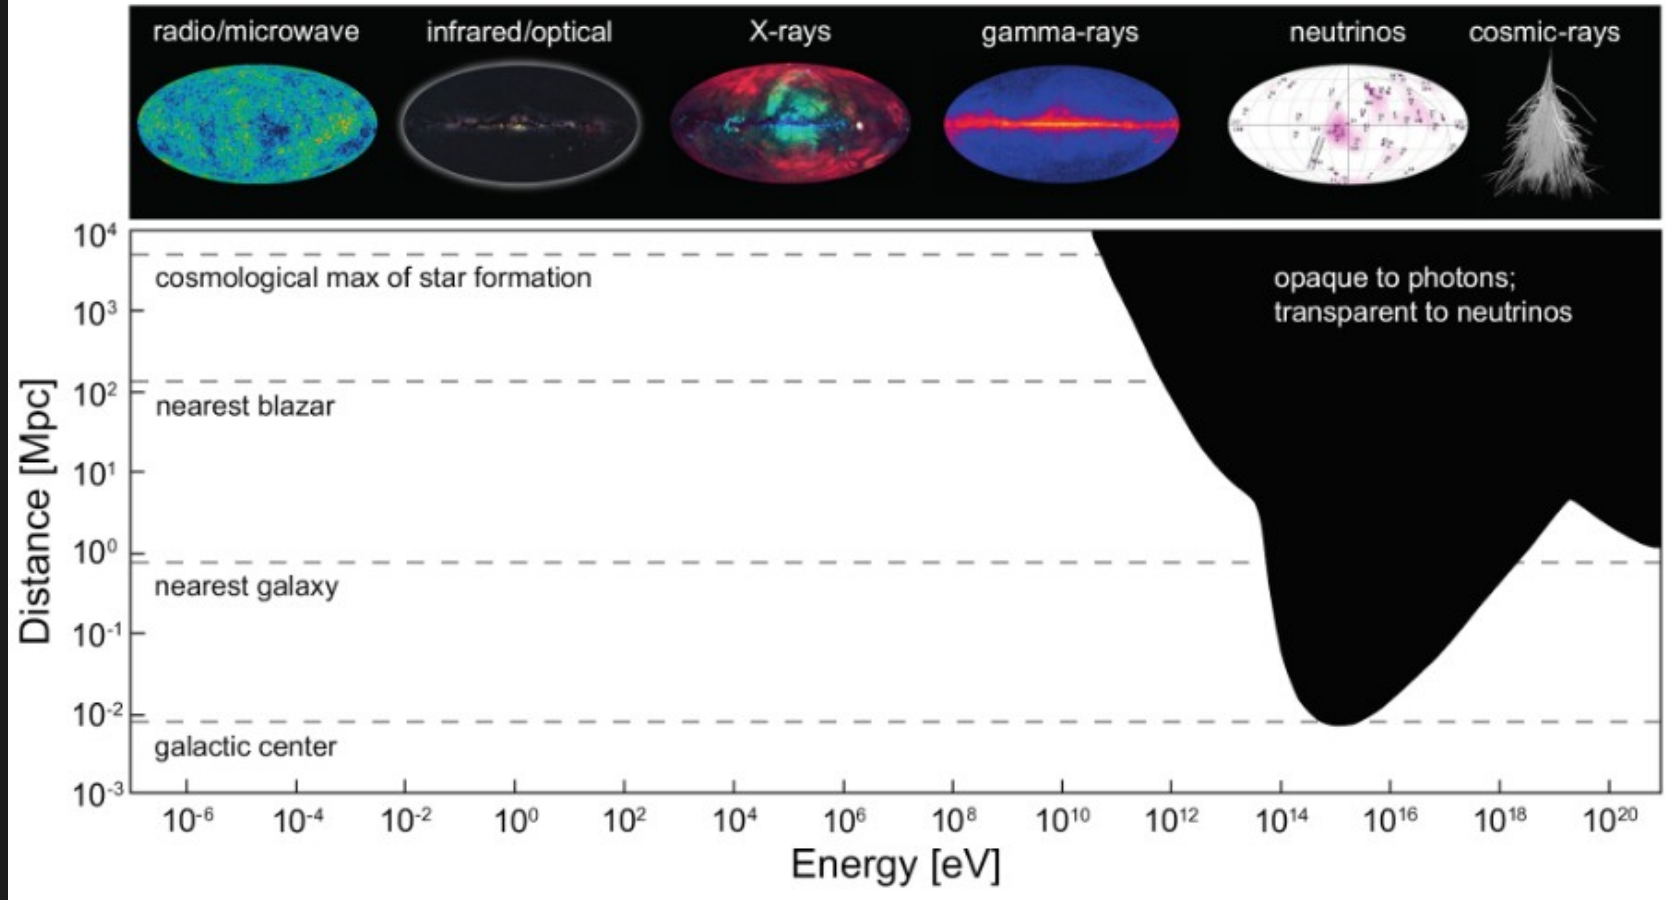 radio/microwave infrared/optical X-rays gamma-rays neutrinos cosmic-rays
10⁴
cosmological max of star formation
opaque to photons;
transparent to neutrinos
10³
10²
nearest blazar
10¹
10⁰
nearest galaxy
10⁻¹
10⁻²
galactic center
10⁻³
Distance [Mpc]
10⁻⁶ 10⁻⁴ 10⁻² 10⁰ 10² 10⁴ 10⁶ 10⁸ 10¹⁰ 10¹² 10¹⁴ 10¹⁶ 10¹⁸ 10²⁰
Energy [eV]